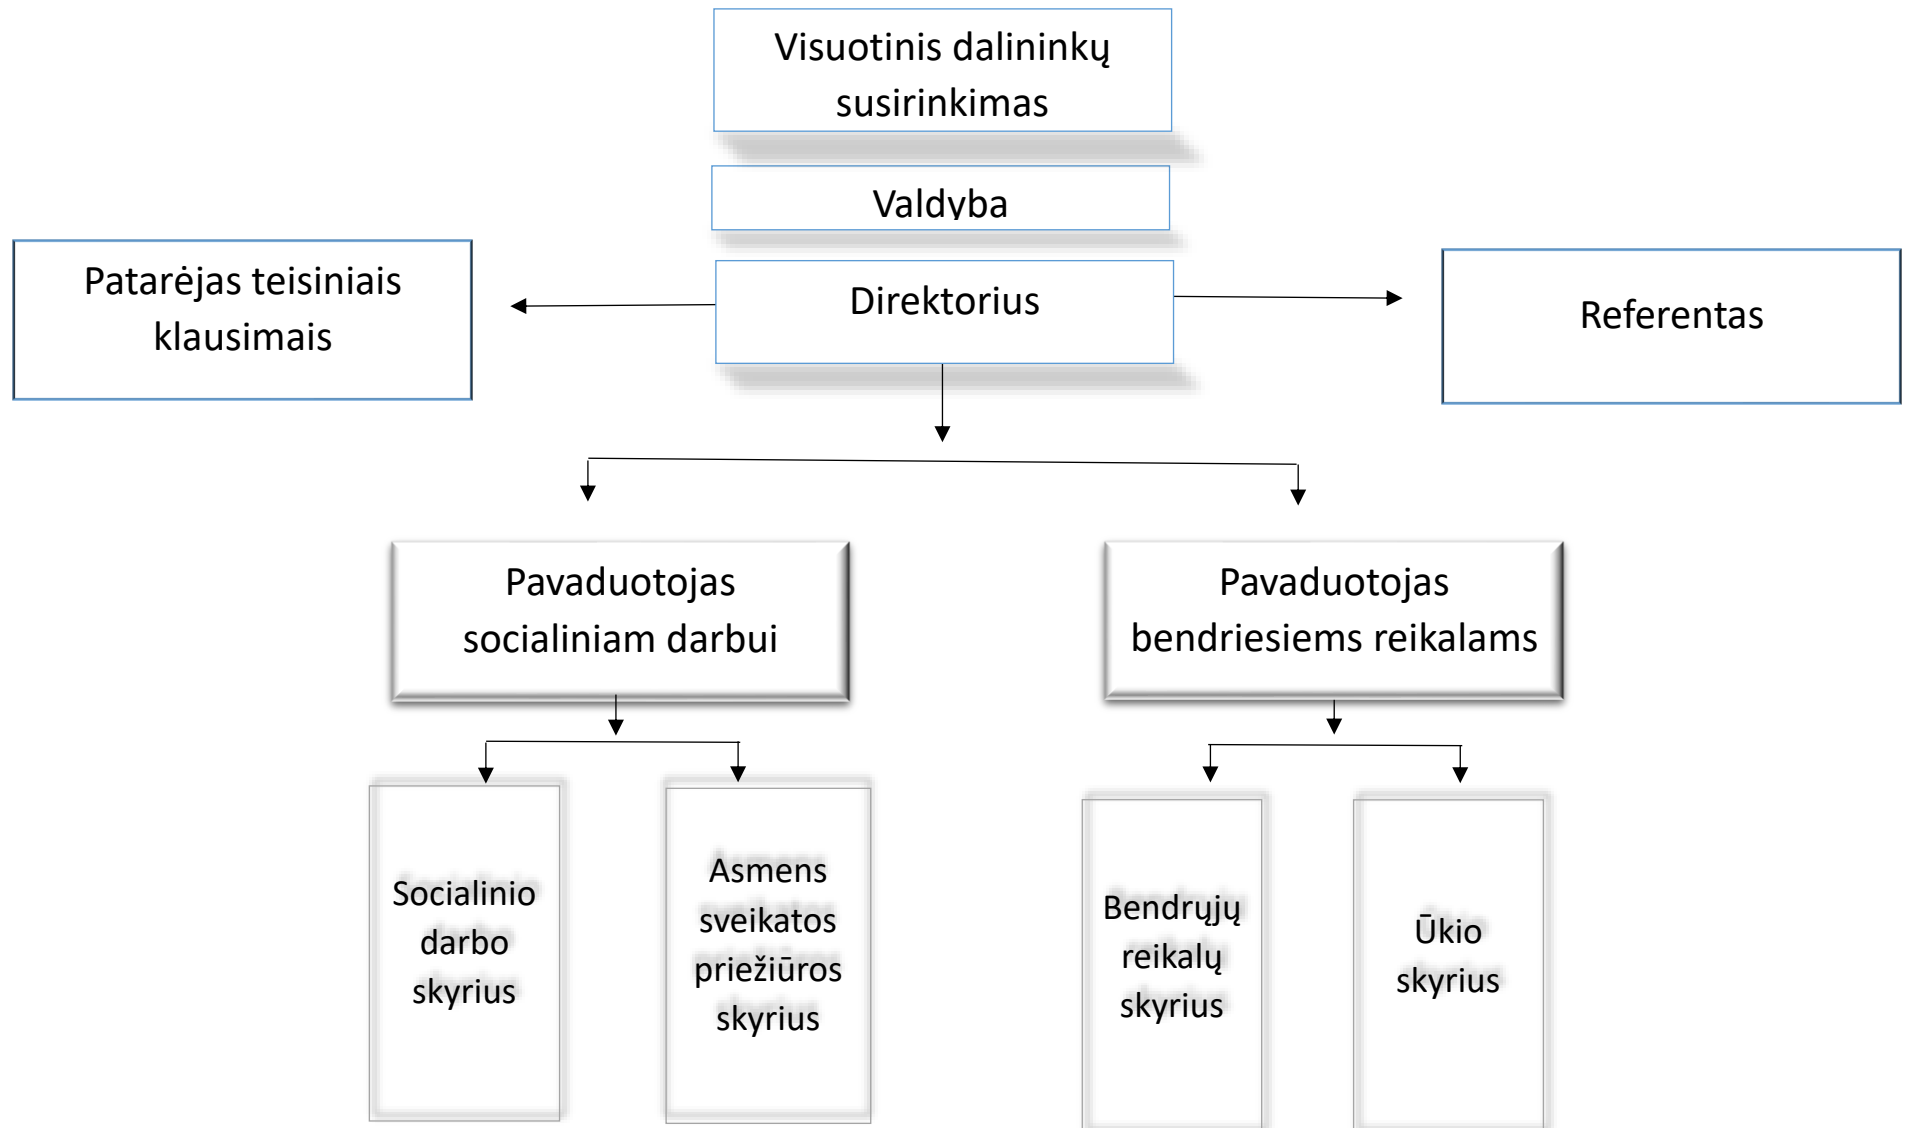 Visuotinis dalininkų
susirinkimas
Valdyba
Patarėjas teisiniais
klausimais
Direktorius
Referentas
Pavaduotojas
socialiniam darbui
Pavaduotojas
bendriesiems reikalams
Socialinio
darbo
skyrius
Asmens
sveikatos
priežiūros
skyrius
Bendrųjų
reikalų
skyrius
Ūkio
skyrius